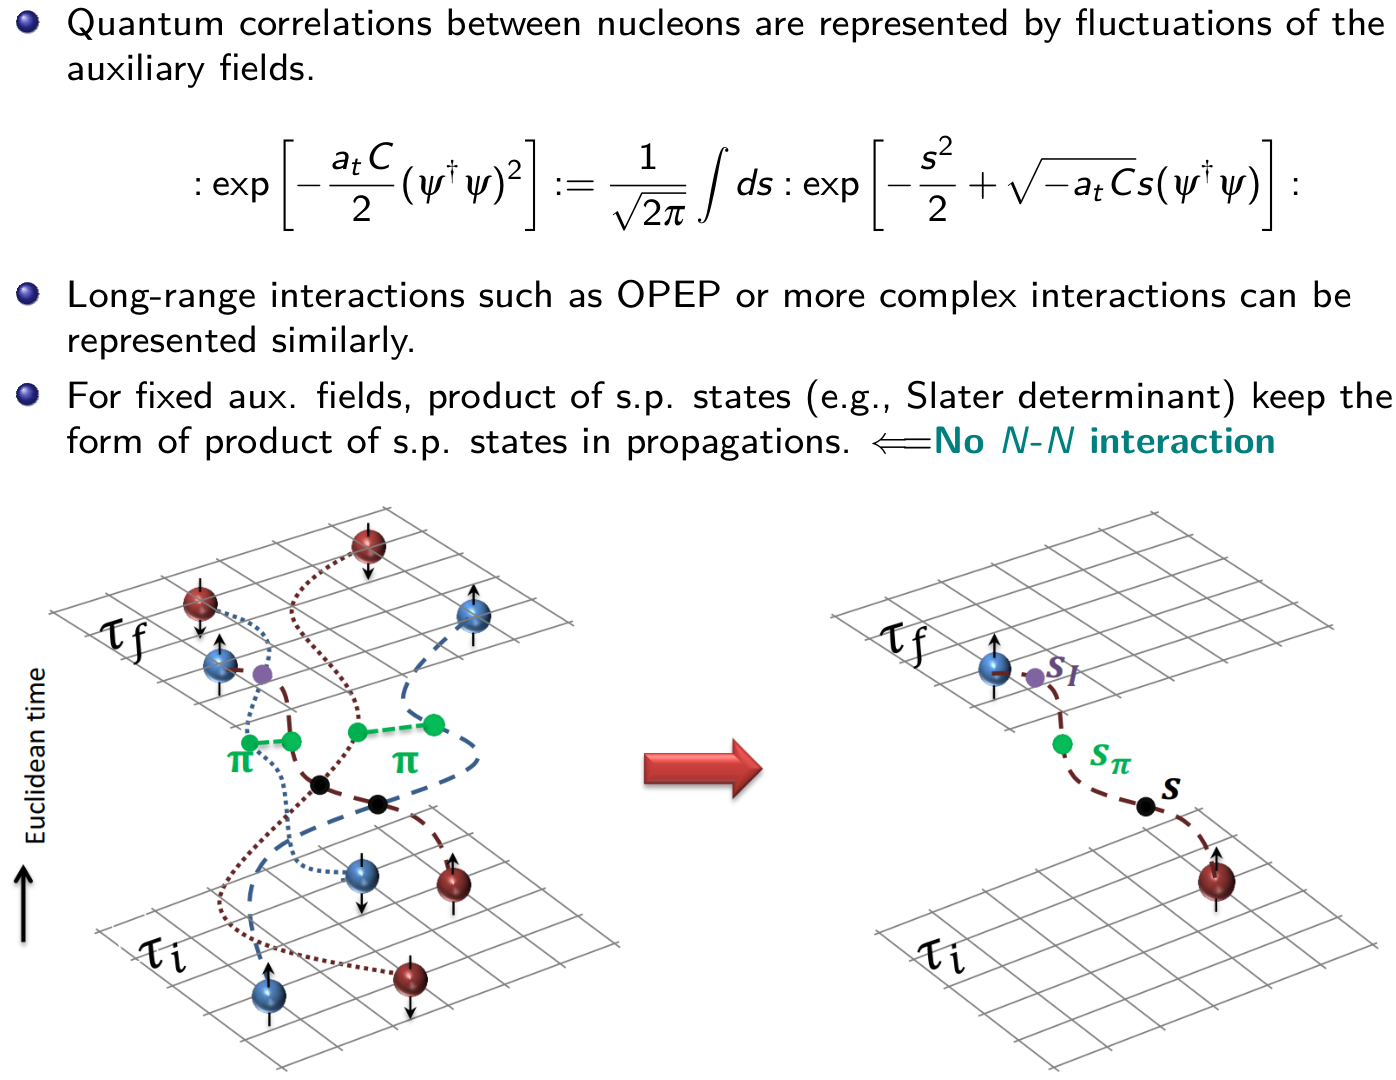 Quantum correlations between nucleons are represented by fluctuations of the
auxiliary fields.
: exp [ − a_t C / 2 (ψ†ψ)² ] := 1 / √2π ∫ ds : exp [ − s² / 2 + √−a_t C s(ψ†ψ) ] :
Long-range interactions such as OPEP or more complex interactions can be
represented similarly.
For fixed aux. fields, product of s.p. states (e.g., Slater determinant) keep the
form of product of s.p. states in propagations. ⟸No N-N interaction
τ_f
π
π
τ_i
Euclidean time
τ_f
s_I
s_π
s
τ_i